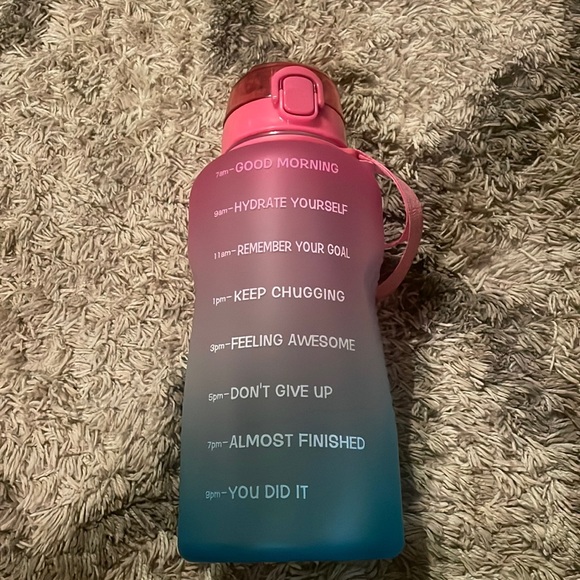 7am-GOOD MORNING
9am-HYDRATE YOURSELF
11am-REMEMBER YOUR GOAL
1pm-KEEP CHUGGING
3pm-FEELING AWESOME
5pm-DON'T GIVE UP
7pm-ALMOST FINISHED
9pm-YOU DID IT